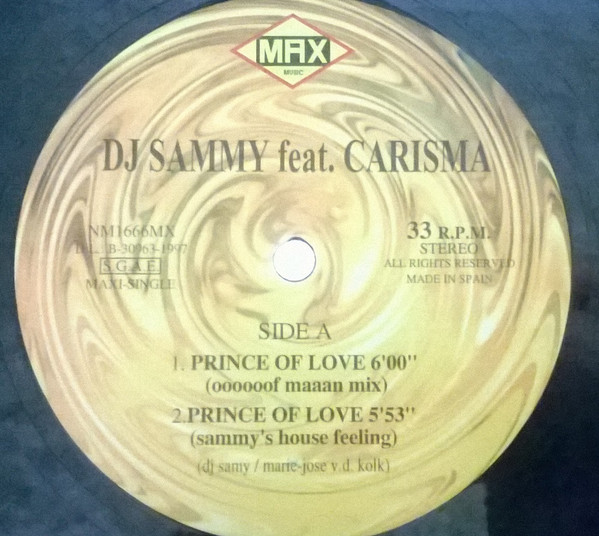 MAX
MUSIC
DJ SAMMY feat. CARISMA
NM1666MX
D.L. B-30963-1997
S.G.A.E.
MAXI-SINGLE
33 R.P.M.
STEREO
ALL RIGHTS RESERVED
MADE IN SPAIN
SIDE A
1. PRINCE OF LOVE 6'00"
(oooooof maaan mix)
2.PRINCE OF LOVE 5'53"
(sammy's house feeling)
(dj samy / marie-jose v.d. kolk)